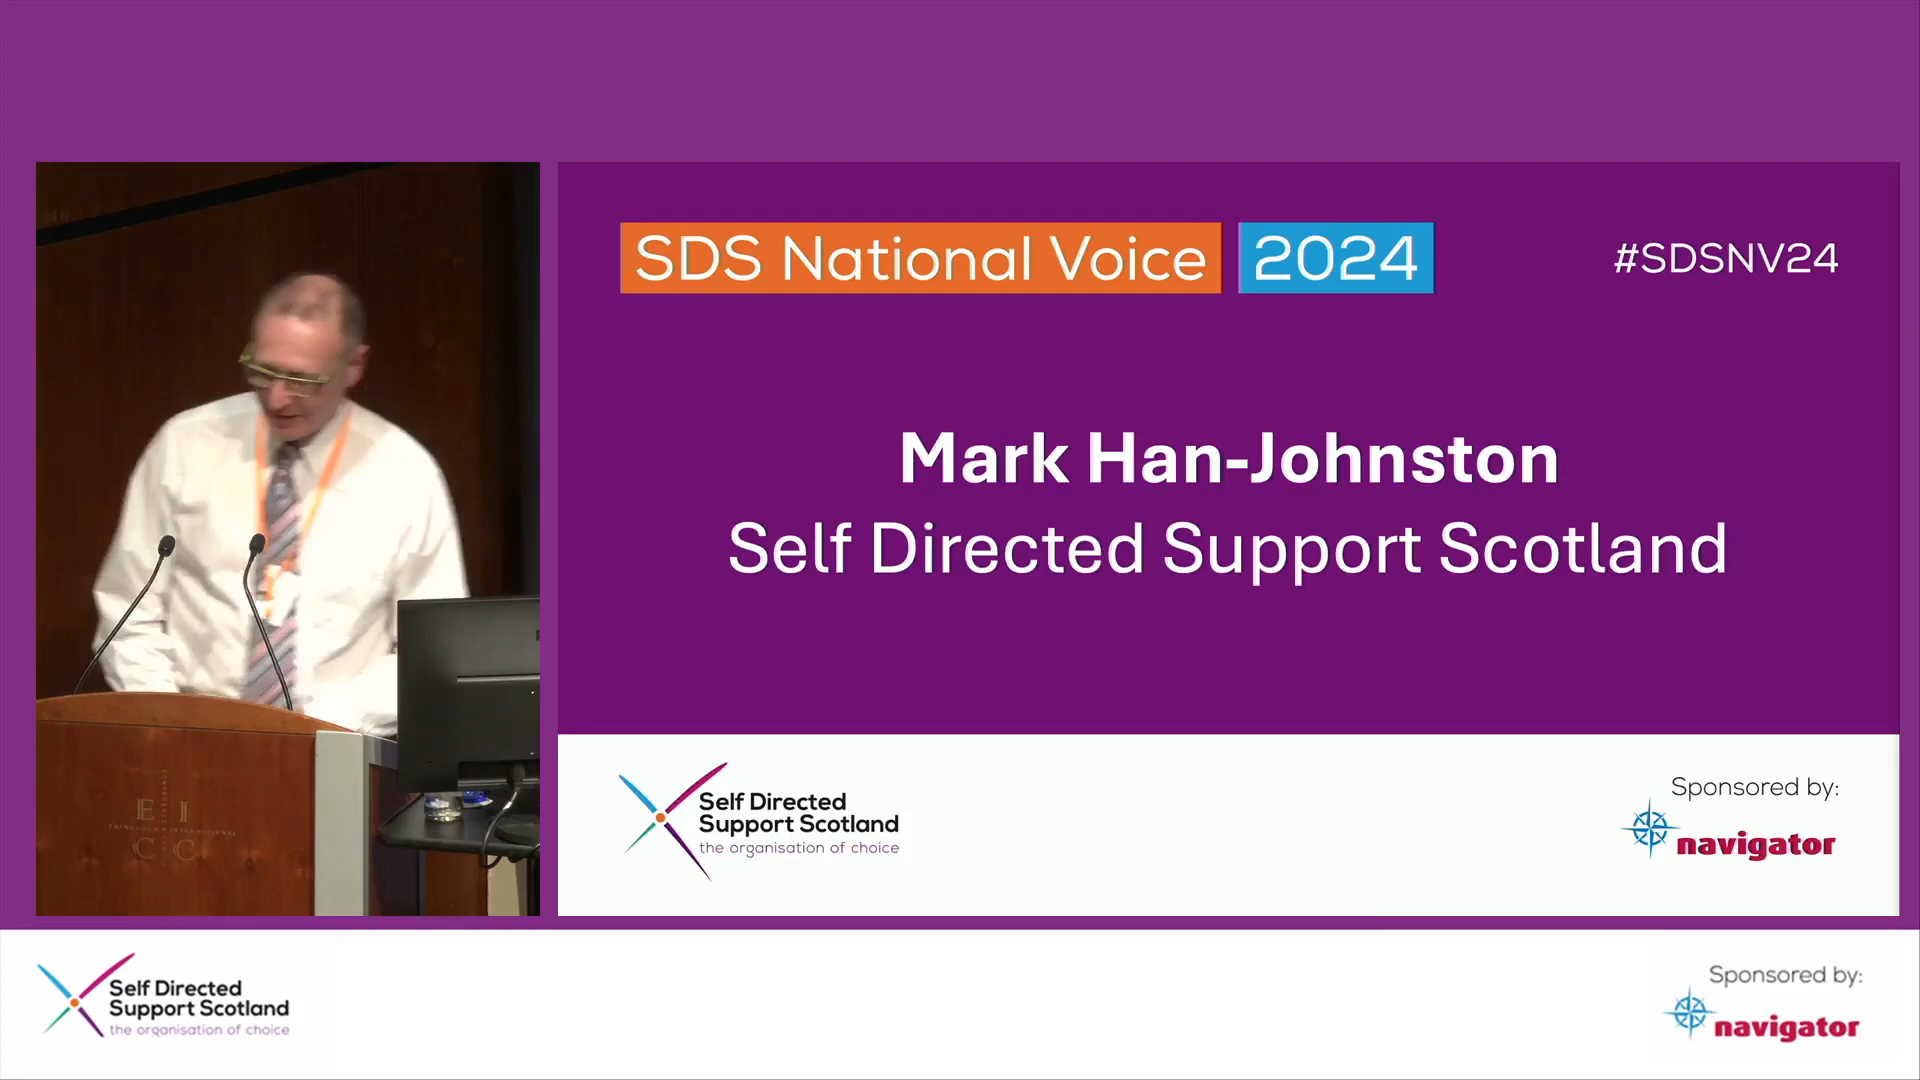 SDS National Voice 2024
#SDSNV24
Mark Han-Johnston
Self Directed Support Scotland
Self Directed
Support Scotland
the organisation of choice
Sponsored by:
navigator
E I
C C
Self Directed
Support Scotland
the organisation of choice
Sponsored by:
navigator